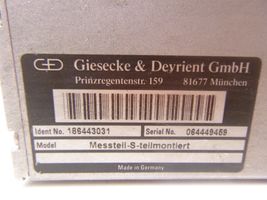 GD Giesecke & Devrient GmbH
Prinzregentenstr. 159 81677 München
Ident No. 186443031 Serial No. 064449459
Model Messteil-S-teilmontiert
Made in Germany